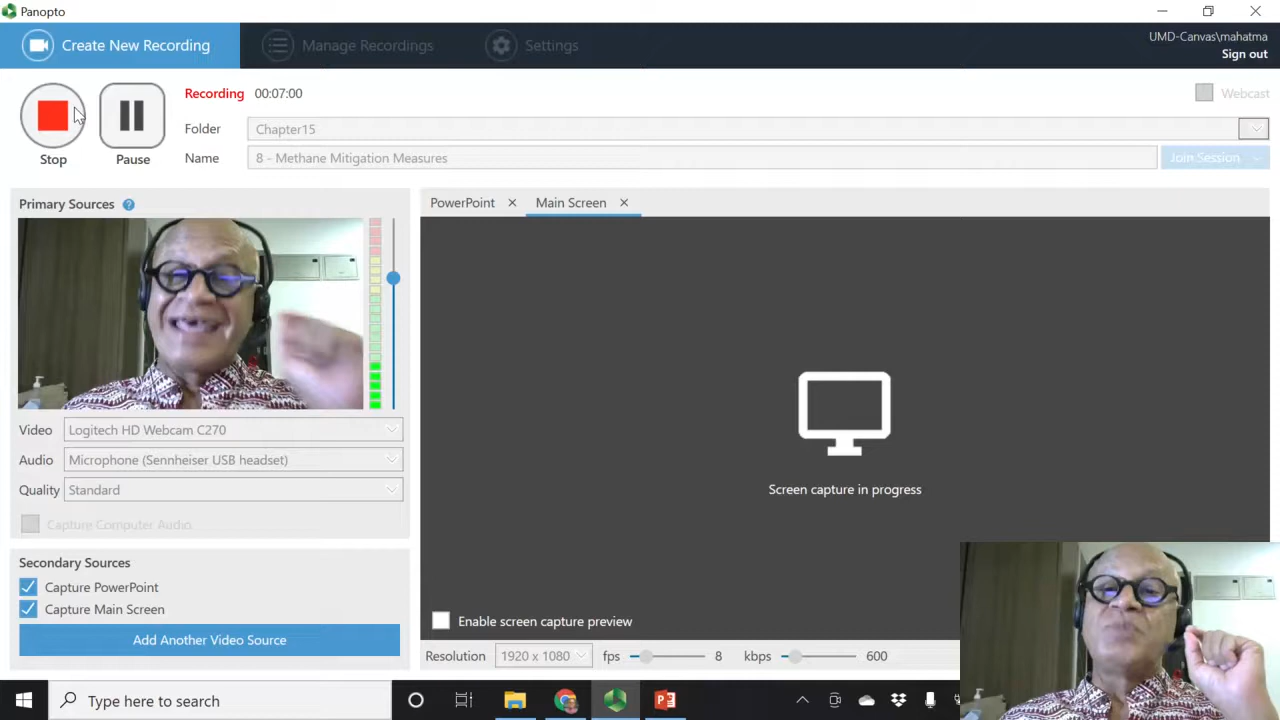 Panopto
Create New Recording
Manage Recordings
Settings
UMD-Canvas\mahatma
Sign out
Recording 00:07:00
Webcast
Folder
Chapter15
Stop
Pause
Name
8 - Methane Mitigation Measures
Join Session
Primary Sources ?
PowerPoint
Main Screen
Video
Logitech HD Webcam C270
Audio
Microphone (Sennheiser USB headset)
Quality
Standard
Capture Computer Audio
Screen capture in progress
Secondary Sources
Capture PowerPoint
Capture Main Screen
Add Another Video Source
Enable screen capture preview
Resolution
1920 x 1080
fps
8
kbps
600
Type here to search